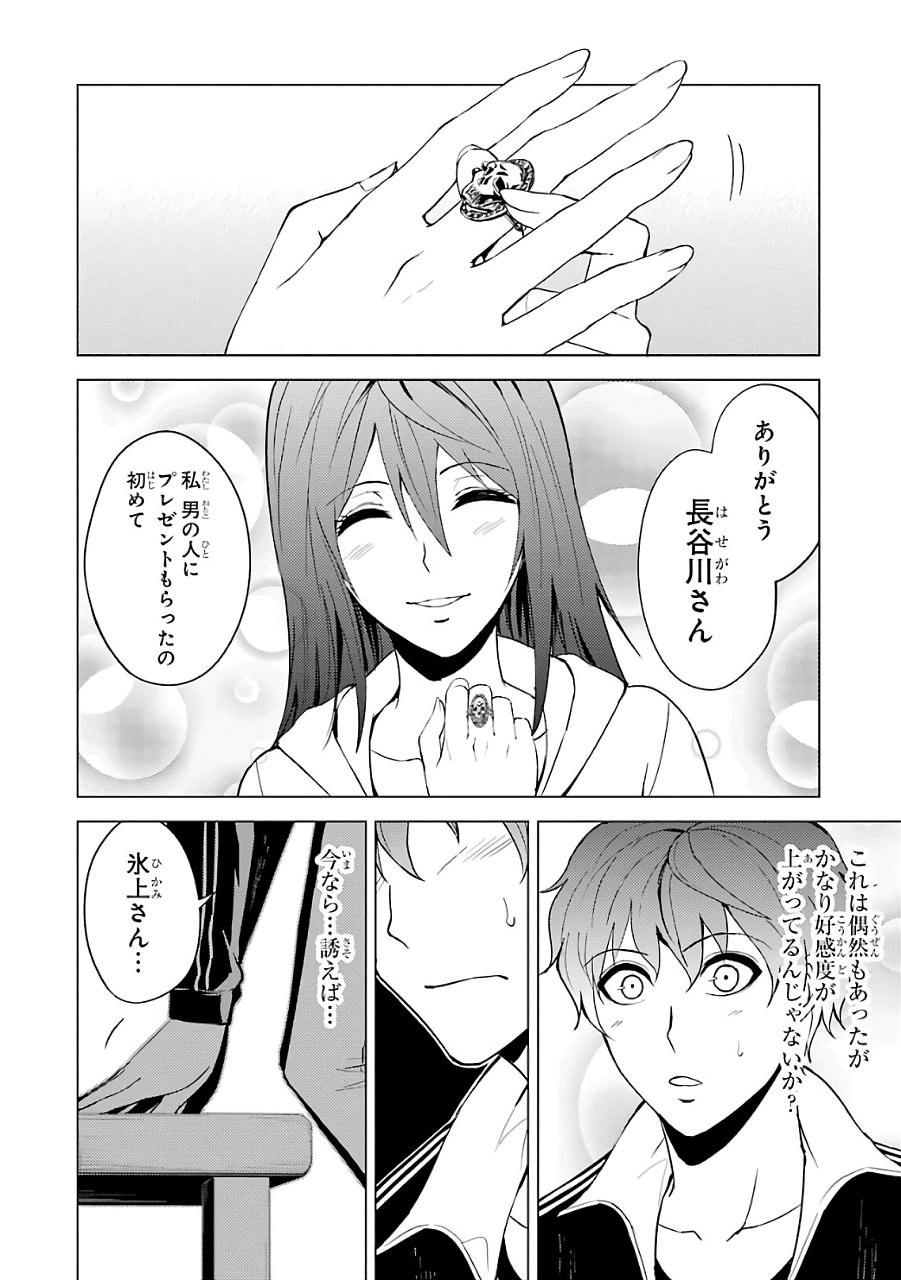 ありがとう
長谷川さん
私 男の人に
プレゼントもらったの
初めて
これは偶然もあったが
かなり好感度が
上がってるんじゃないか?
今なら…誘えば…
氷上さん…